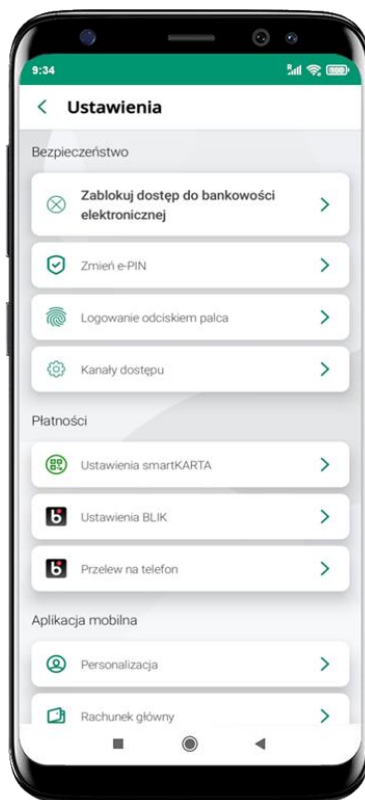 9:34
Ustawienia
Bezpieczeństwo
Zablokuj dostęp do bankowości
elektronicznej
Zmień e-PIN
Logowanie odciskiem palca
Kanały dostępu
Płatności
Ustawienia smartKARTA
Ustawienia BLIK
Przelew na telefon
Aplikacja mobilna
Personalizacja
Rachunek główny